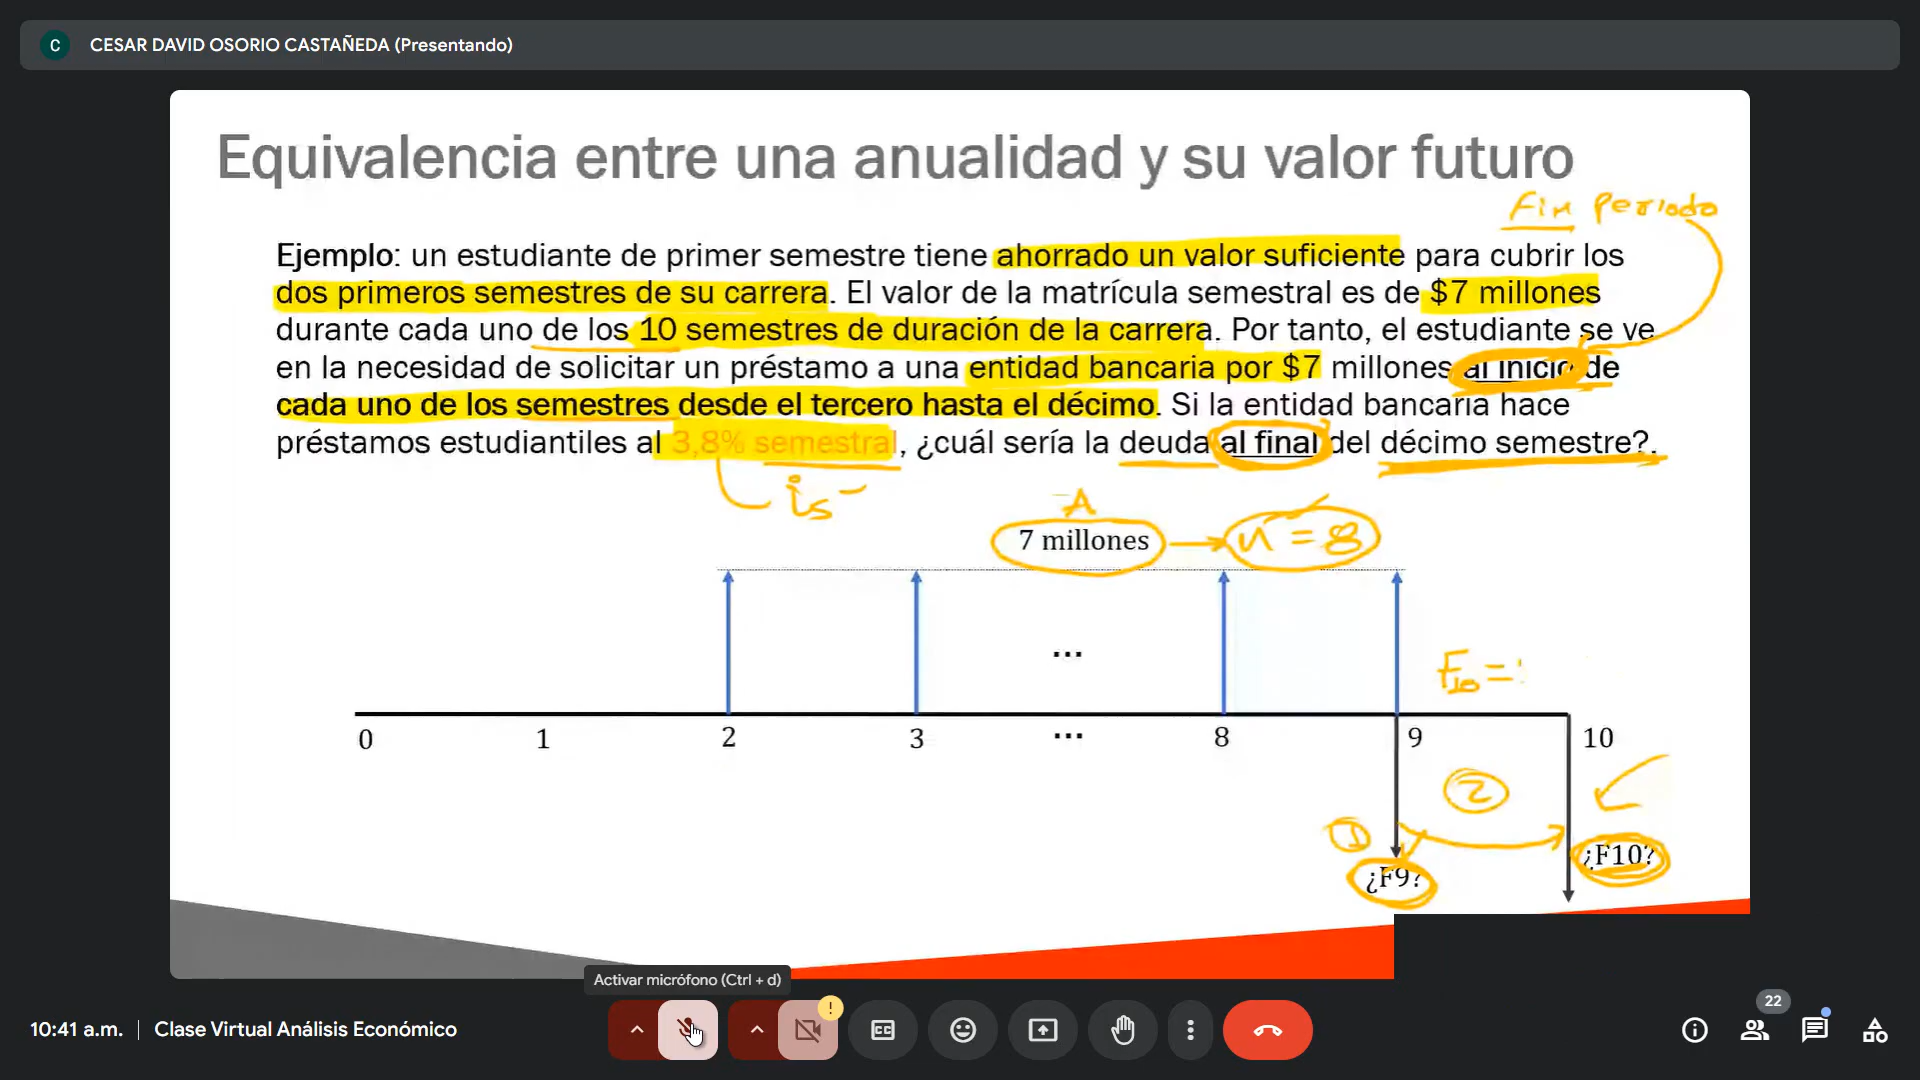 C
CESAR DAVID OSORIO CASTAÑEDA (Presentando)
Equivalencia entre una anualidad y su valor futuro
Fin periodo
Ejemplo: un estudiante de primer semestre tiene ahorrado un valor suficiente para cubrir los
dos primeros semestres de su carrera. El valor de la matrícula semestral es de $7 millones
durante cada uno de los 10 semestres de duración de la carrera. Por tanto, el estudiante se ve
en la necesidad de solicitar un préstamo a una entidad bancaria por $7 millones al inicio de
cada uno de los semestres desde el tercero hasta el décimo. Si la entidad bancaria hace
préstamos estudiantiles al 3,8% semestral, ¿cuál sería la deuda al final del décimo semestre?.
is
A
7 millones
n = 8
...
F10 =
0
1
2
3
...
8
9
10
2
1
¿F9?
¿F10?
Activar micrófono (Ctrl + d)
!
22
10:41 a.m.
Clase Virtual Análisis Económico
CC